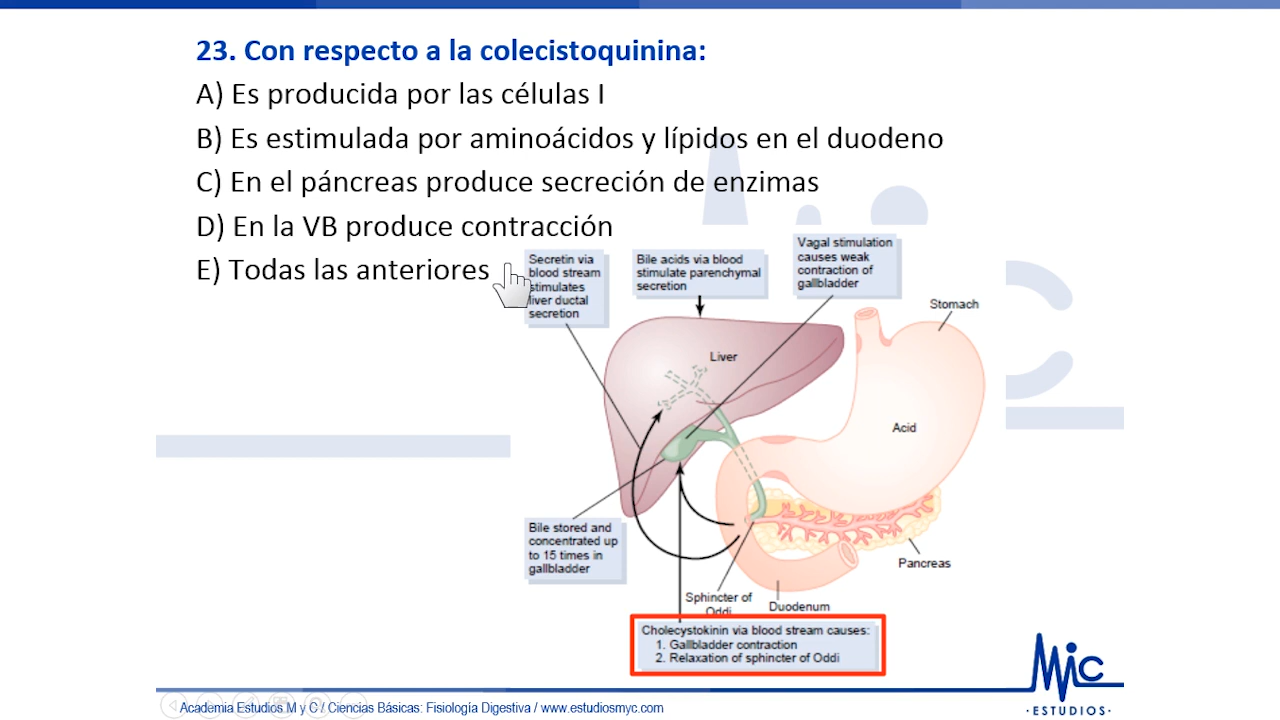 23. Con respecto a la colecistoquinina:
A) Es producida por las células I
B) Es estimulada por aminoácidos y lípidos en el duodeno
C) En el páncreas produce secreción de enzimas
D) En la VB produce contracción
E) Todas las anteriores
Secretin via
blood stream
stimulates
liver ductal
secretion
Bile acids via blood
stimulate parenchymal
secretion
Vagal stimulation
causes weak
contraction of
gallbladder
Stomach
Liver
Acid
Bile stored and
concentrated up
to 15 times in
gallbladder
Pancreas
Sphincter of
Oddi
Duodenum
Cholecystokinin via blood stream causes:
1. Gallbladder contraction
2. Relaxation of sphincter of Oddi
MyC
·ESTUDIOS·
Academia Estudios M y C / Ciencias Básicas: Fisiología Digestiva / www.estudiosmyc.com